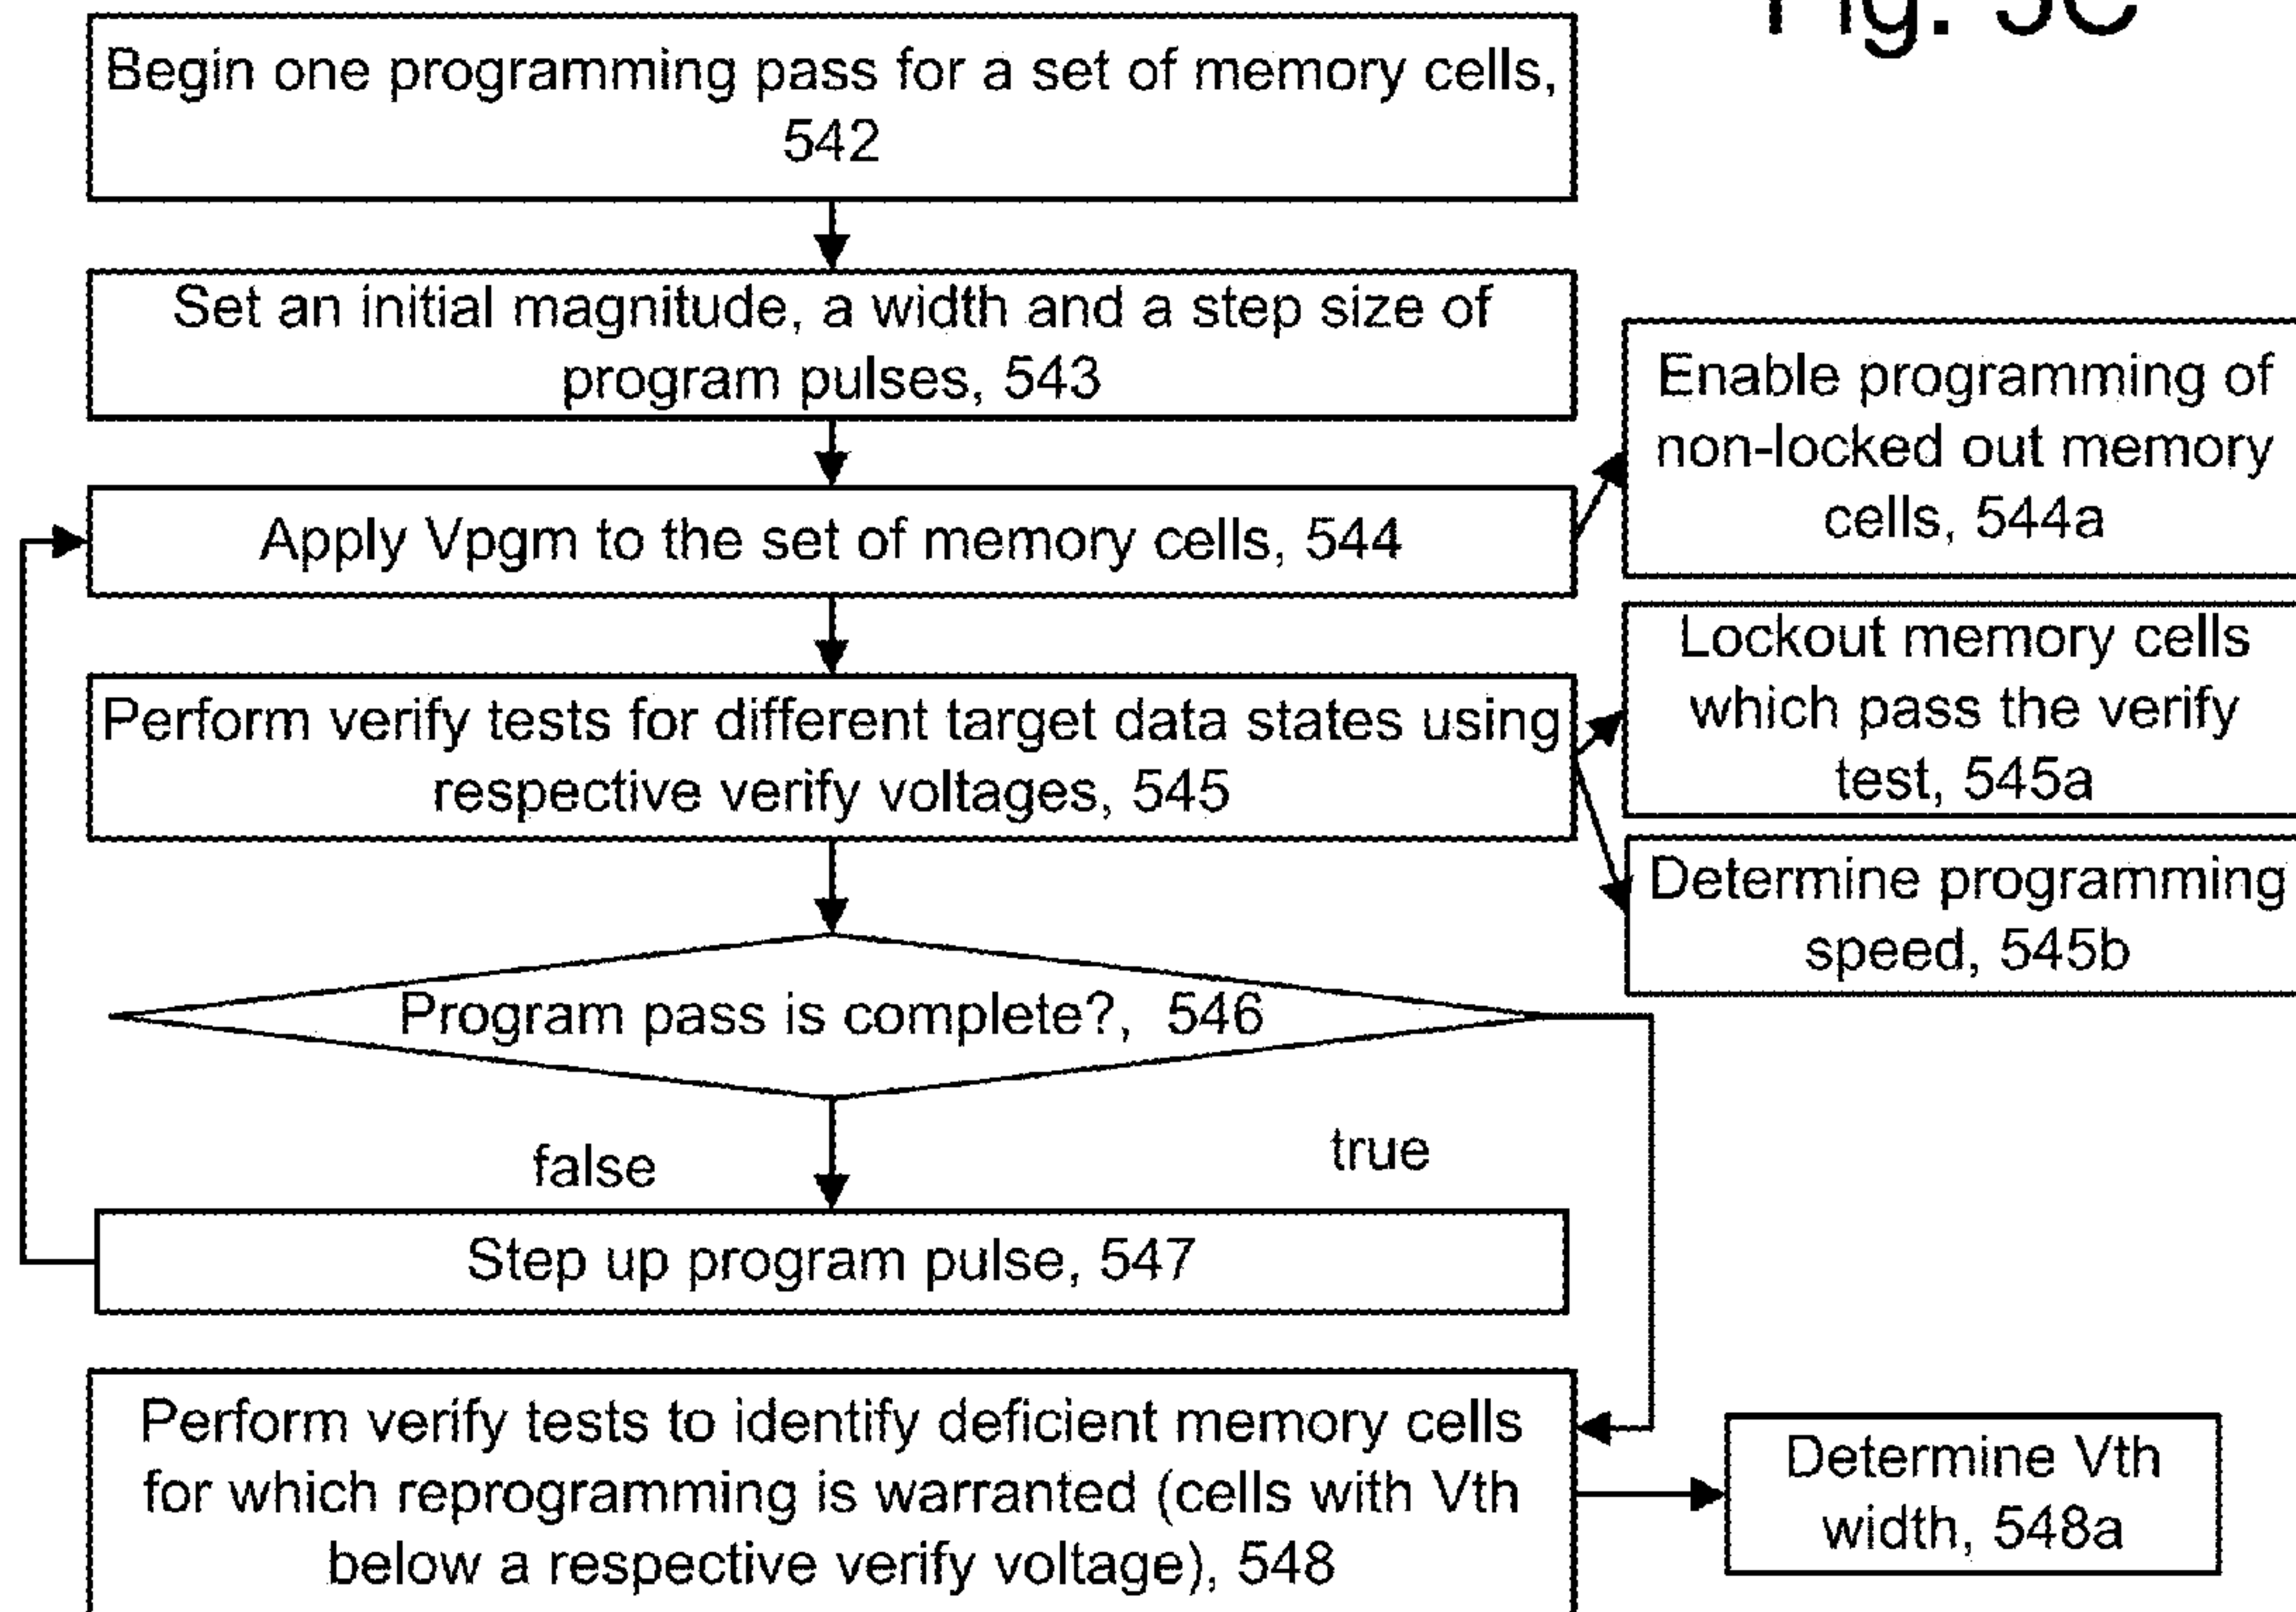 Fig. 5C
Begin one programming pass for a set of memory cells,
542
Set an initial magnitude, a width and a step size of
program pulses, 543
Enable programming of
non-locked out memory
cells, 544a
Apply Vpgm to the set of memory cells, 544
Lockout memory cells
which pass the verify
test, 545a
Perform verify tests for different target data states using
respective verify voltages, 545
Determine programming
speed, 545b
Program pass is complete?, 546
false
true
Step up program pulse, 547
Perform verify tests to identify deficient memory cells
for which reprogramming is warranted (cells with Vth
below a respective verify voltage), 548
Determine Vth
width, 548a